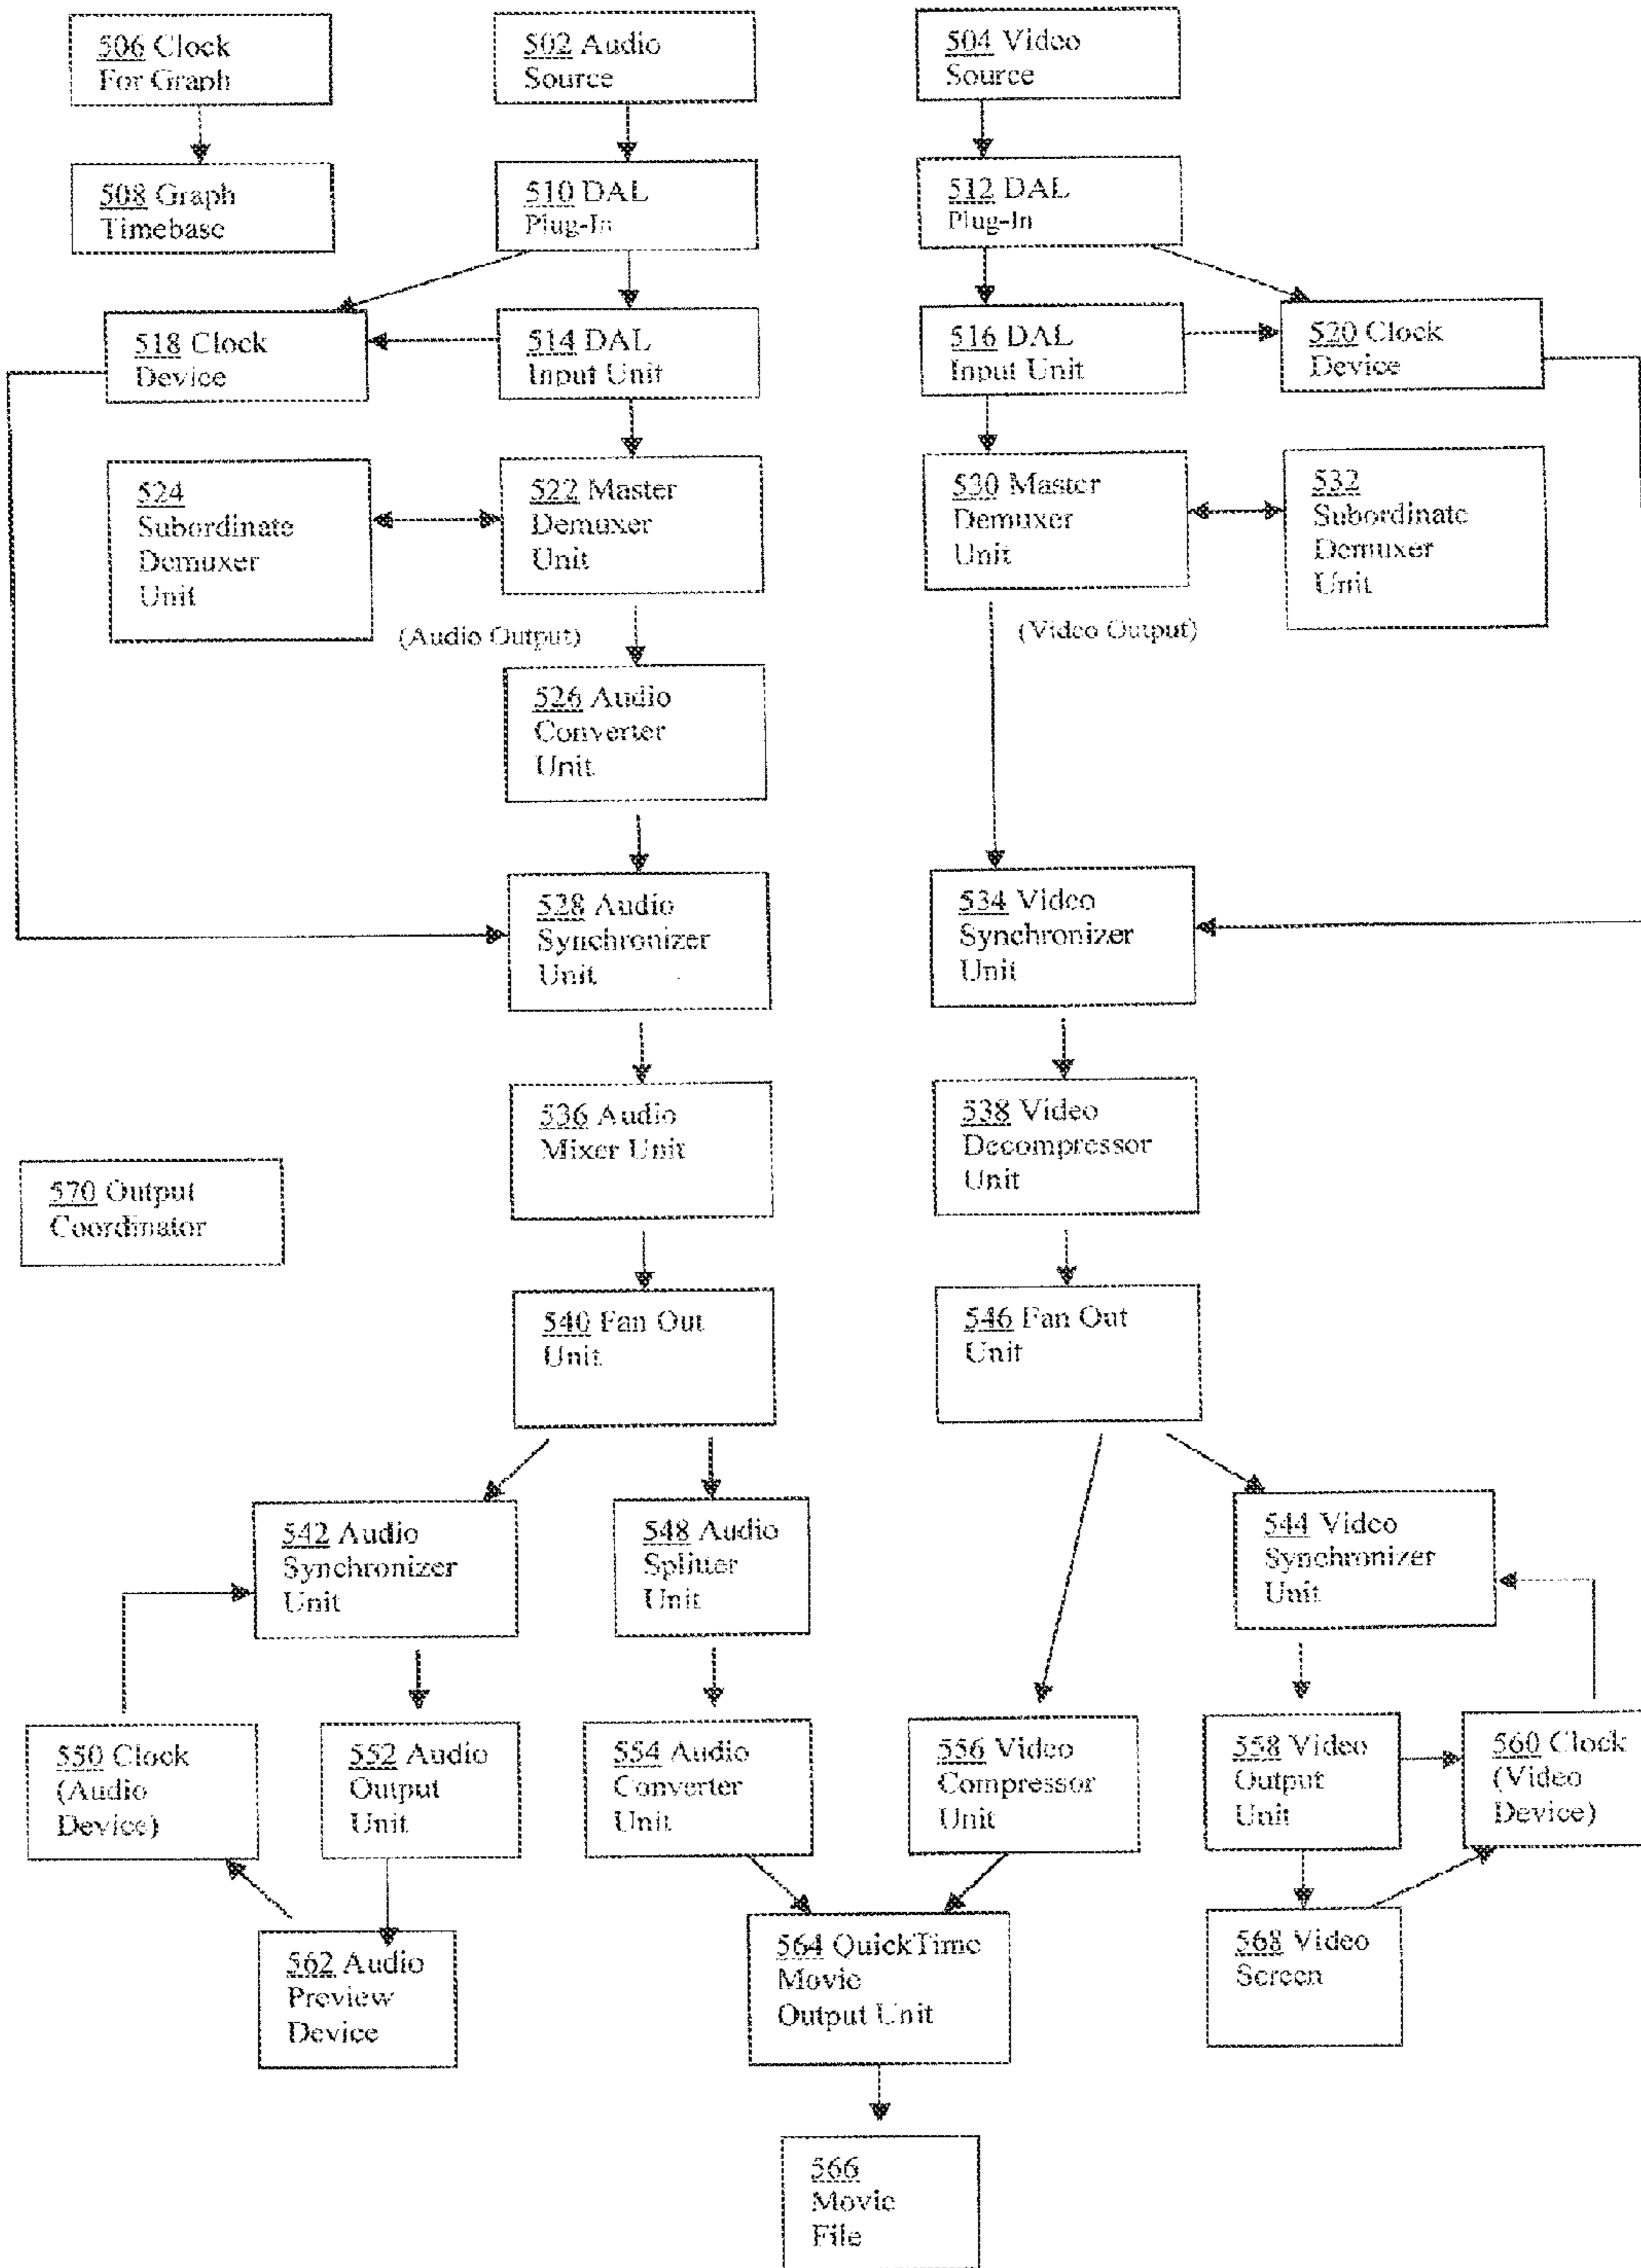 506 Clock
For Graph
502 Audio
Source
504 Video
Source
508 Graph
Timebase
510 DAL
Plug-In
512 DAL
Plug-In
518 Clock
Device
514 DAL
Input Unit
516 DAL
Input Unit
520 Clock
Device
524
Subordinate
Demuxer
Unit
522 Master
Demuxer
Unit
530 Master
Demuxer
Unit
532
Subordinate
Demuxer
Unit
(Audio Output)
(Video Output)
526 Audio
Converter
Unit
528 Audio
Synchronizer
Unit
534 Video
Synchronizer
Unit
536 Audio
Mixer Unit
538 Video
Decompressor
Unit
570 Output
Coordinator
540 Fan Out
Unit
546 Fan Out
Unit
542 Audio
Synchronizer
Unit
548 Audio
Splitter
Unit
544 Video
Synchronizer
Unit
550 Clock
(Audio
Device)
552 Audio
Output
Unit
554 Audio
Converter
Unit
556 Video
Compressor
Unit
558 Video
Output
Unit
560 Clock
(Video
Device)
562 Audio
Preview
Device
564 QuickTime
Movie
Output Unit
568 Video
Screen
566
Movie
File